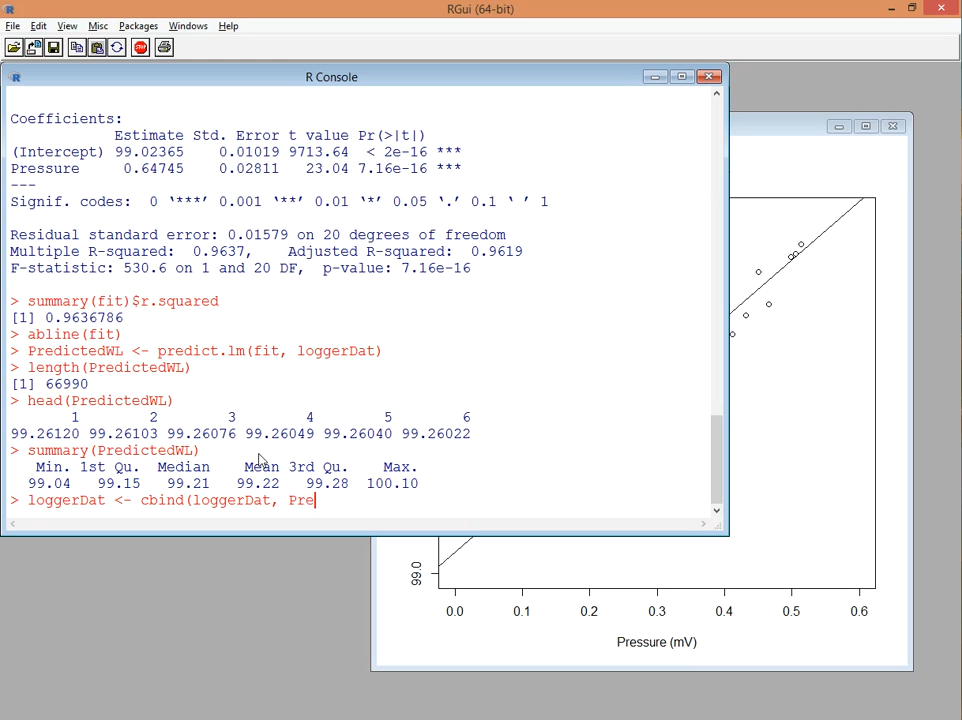 RGui (64-bit)
File Edit View Misc Packages Windows Help
STOP
R Console
Coefficients:
Estimate Std. Error t value Pr(>|t|)
(Intercept) 99.02365 0.01019 9713.64 < 2e-16 ***
Pressure 0.64745 0.02811 23.04 7.16e-16 ***
---
Signif. codes: 0 ‘***’ 0.001 ‘**’ 0.01 ‘*’ 0.05 ‘.’ 0.1 ‘ ’ 1
Residual standard error: 0.01579 on 20 degrees of freedom
Multiple R-squared: 0.9637, Adjusted R-squared: 0.9619
F-statistic: 530.6 on 1 and 20 DF, p-value: 7.16e-16
> summary(fit)$r.squared
[1] 0.9636786
> abline(fit)
> PredictedWL <- predict.lm(fit, loggerDat)
> length(PredictedWL)
[1] 66990
> head(PredictedWL)
1 2 3 4 5 6
99.26120 99.26103 99.26076 99.26049 99.26040 99.26022
> summary(PredictedWL)
Min. 1st Qu. Median Mean 3rd Qu. Max.
99.04 99.15 99.21 99.22 99.28 100.10
> loggerDat <- cbind(loggerDat, Pre
99.0
0.0 0.1 0.2 0.3 0.4 0.5 0.6
Pressure (mV)